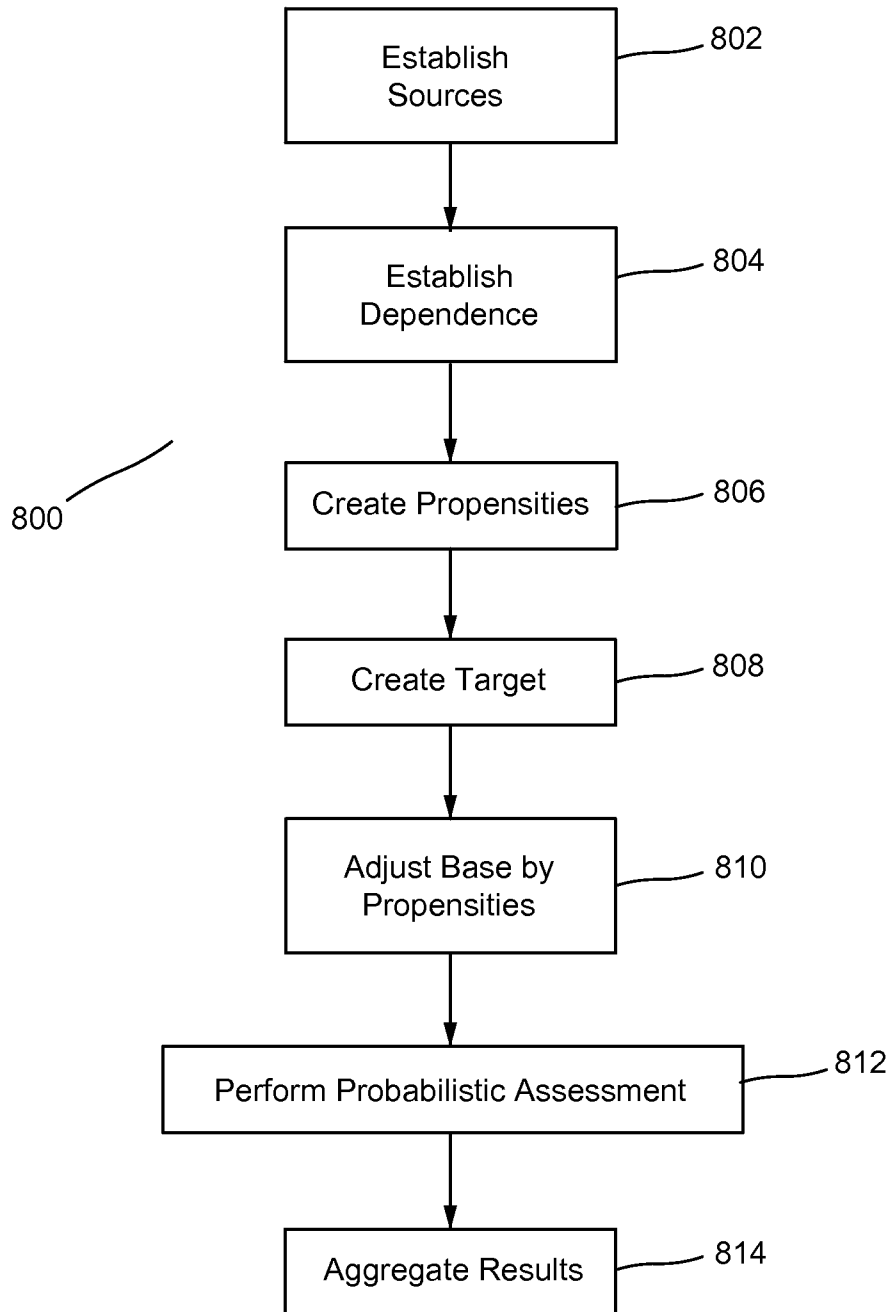 Establish
Sources
802
Establish
Dependence
804
800
Create Propensities
806
Create Target
808
Adjust Base by
Propensities
810
Perform Probabilistic Assessment
812
Aggregate Results
814